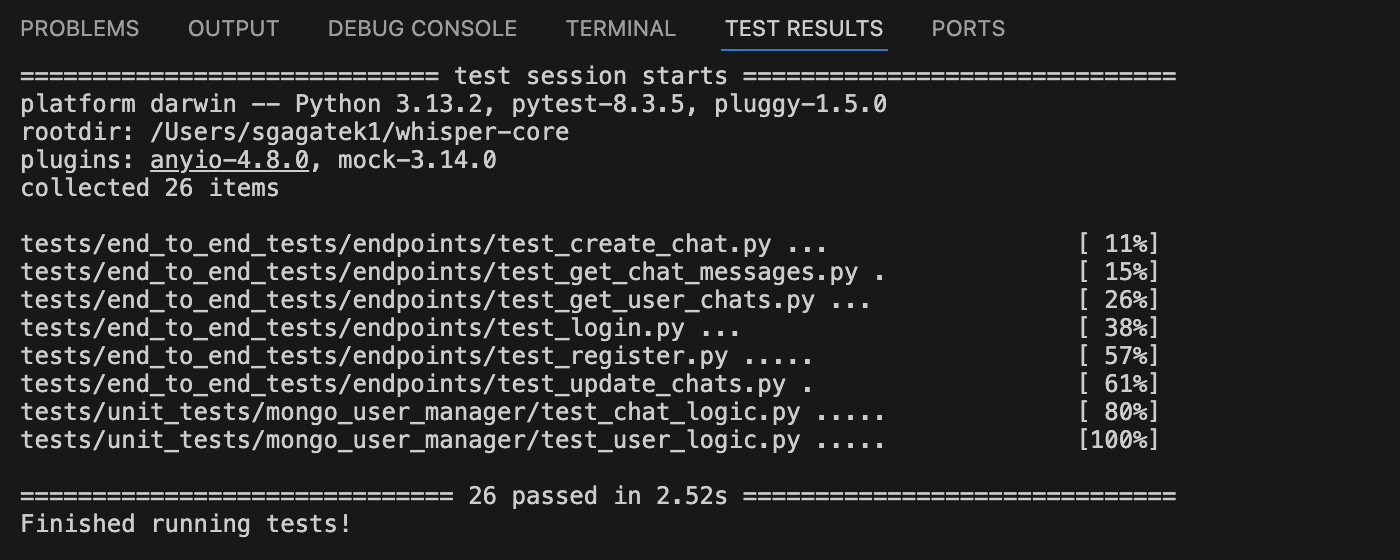 PROBLEMS OUTPUT DEBUG CONSOLE TERMINAL TEST RESULTS PORTS
============================= test session starts ==============================
platform darwin -- Python 3.13.2, pytest-8.3.5, pluggy-1.5.0
rootdir: /Users/sgagatek1/whisper-core
plugins: anyio-4.8.0, mock-3.14.0
collected 26 items
tests/end_to_end_tests/endpoints/test_create_chat.py ... [ 11%]
tests/end_to_end_tests/endpoints/test_get_chat_messages.py . [ 15%]
tests/end_to_end_tests/endpoints/test_get_user_chats.py ... [ 26%]
tests/end_to_end_tests/endpoints/test_login.py ... [ 38%]
tests/end_to_end_tests/endpoints/test_register.py ..... [ 57%]
tests/end_to_end_tests/endpoints/test_update_chats.py . [ 61%]
tests/unit_tests/mongo_user_manager/test_chat_logic.py ..... [ 80%]
tests/unit_tests/mongo_user_manager/test_user_logic.py ..... [100%]
============================== 26 passed in 2.52s ==============================
Finished running tests!